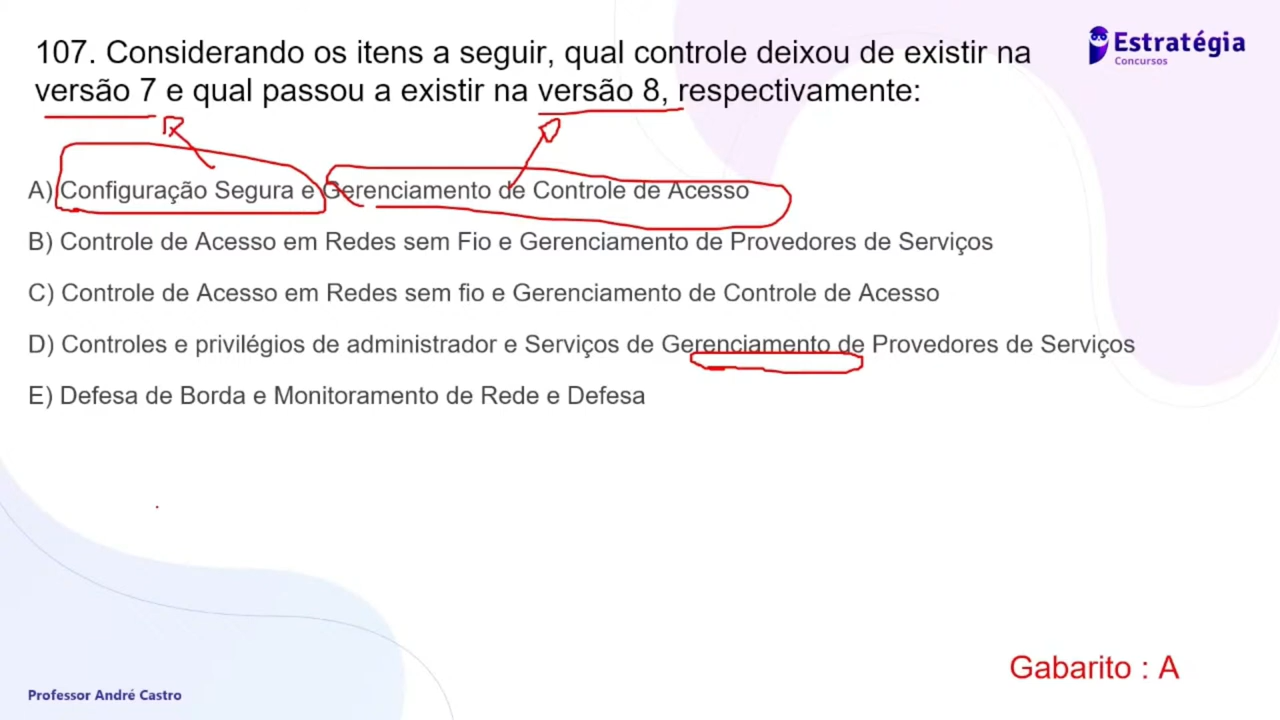 107. Considerando os itens a seguir, qual controle deixou de existir na
versão 7 e qual passou a existir na versão 8, respectivamente:
Estratégia
Concursos
A) Configuração Segura e Gerenciamento de Controle de Acesso
B) Controle de Acesso em Redes sem Fio e Gerenciamento de Provedores de Serviços
C) Controle de Acesso em Redes sem fio e Gerenciamento de Controle de Acesso
D) Controles e privilégios de administrador e Serviços de Gerenciamento de Provedores de Serviços
E) Defesa de Borda e Monitoramento de Rede e Defesa
Gabarito : A
Professor André Castro